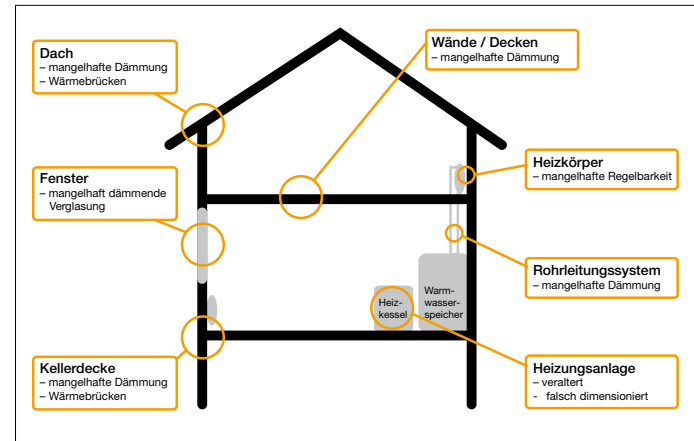 Dach
– mangelhafte Dämmung
– Wärmebrücken
Wände / Decken
– mangelhafte Dämmung
Fenster
– mangelhaft dämmende
Verglasung
Heizkörper
– mangelhafte Regelbarkeit
Rohrleitungssystem
– mangelhafte Dämmung
Heiz-
kessel
Warm-
wasser-
speicher
Kellerdecke
– mangelhafte Dämmung
– Wärmebrücken
Heizungsanlage
– veraltert
- falsch dimensioniert